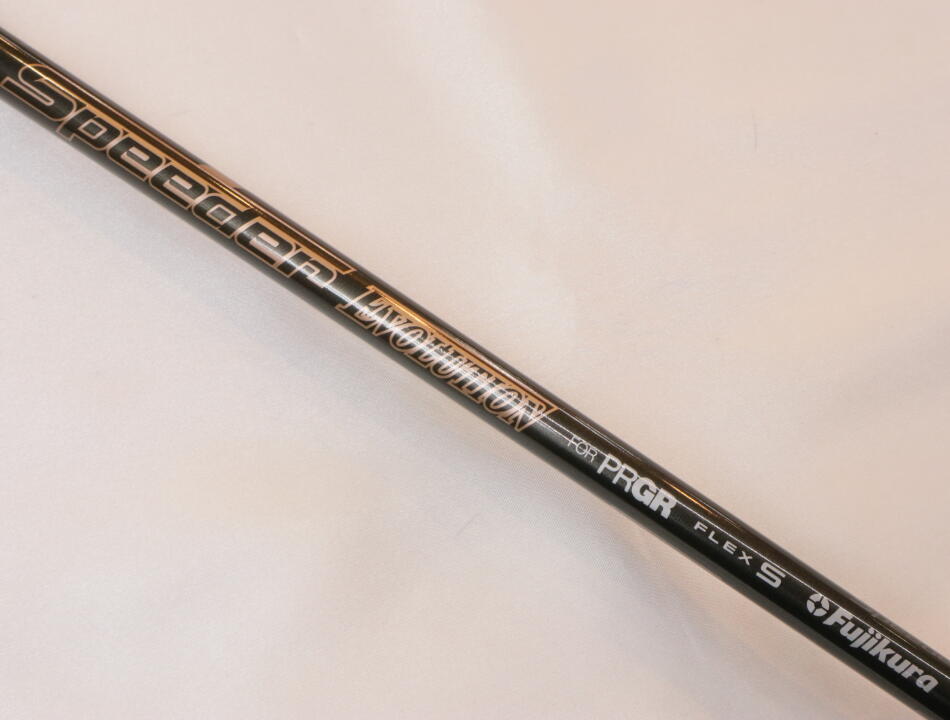 Speeder EVOLUTION FOR PRGR FLEX S Fujikura